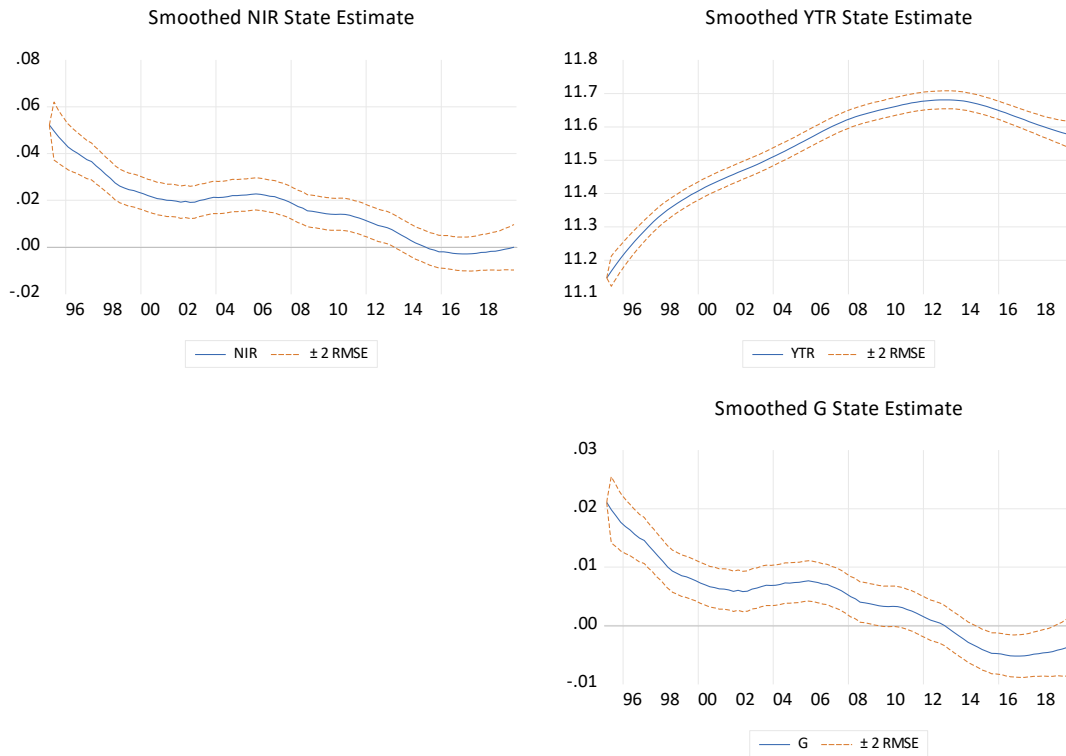 Smoothed NIR State Estimate
.08
.06
.04
.02
.00
-.02
96 98 00 02 04 06 08 10 12 14 16 18
NIR ± 2 RMSE
Smoothed YTR State Estimate
11.8
11.7
11.6
11.5
11.4
11.3
11.2
11.1
96 98 00 02 04 06 08 10 12 14 16 18
YTR ± 2 RMSE
Smoothed G State Estimate
.03
.02
.01
.00
-.01
96 98 00 02 04 06 08 10 12 14 16 18
G ± 2 RMSE